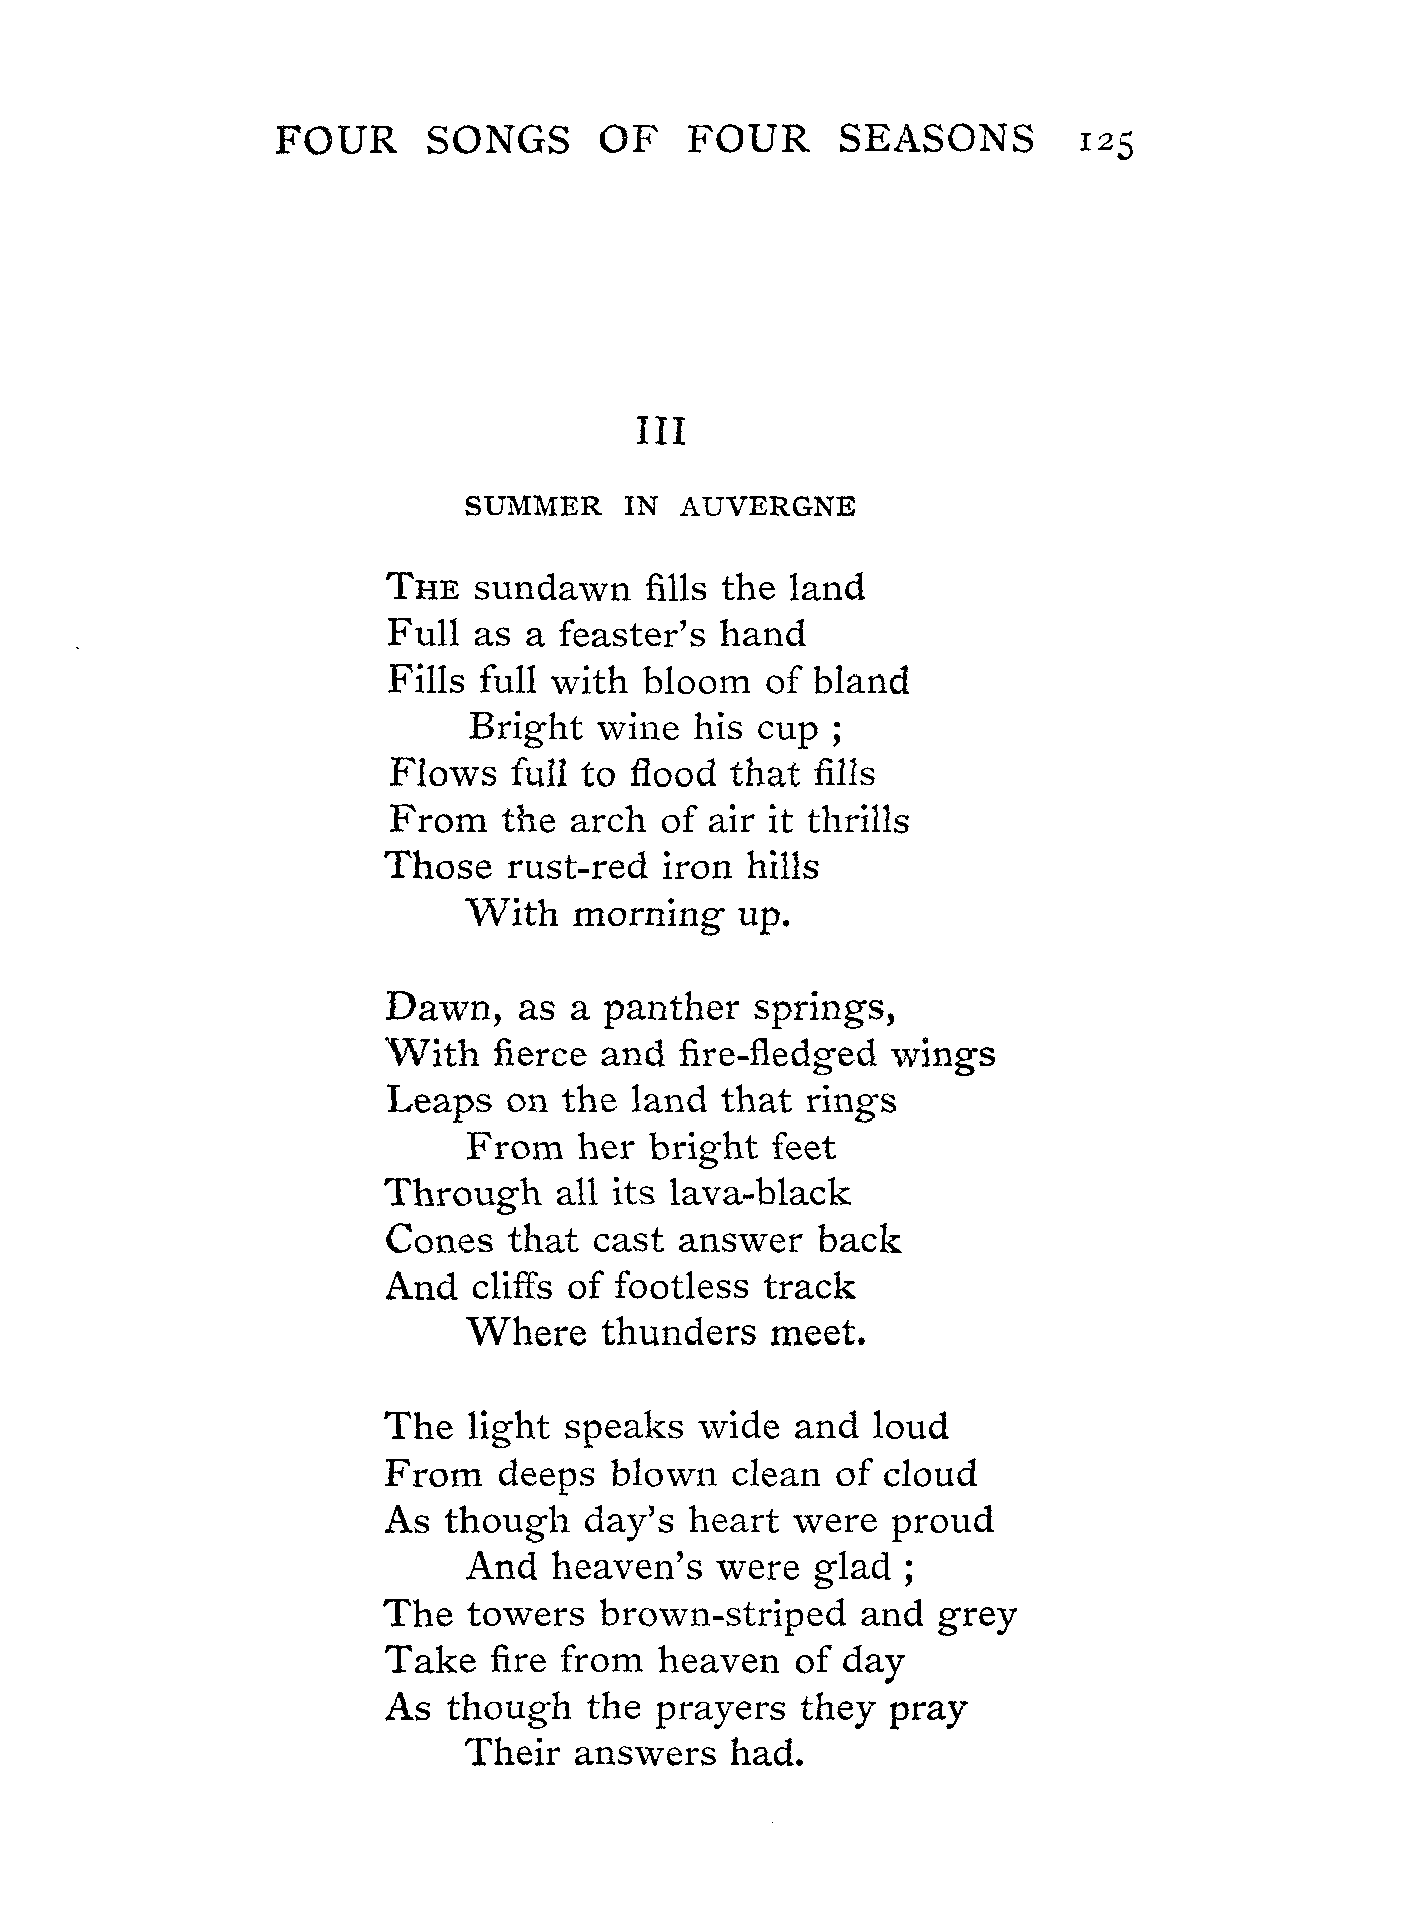 FOUR SONGS OF FOUR SEASONS 125
III
SUMMER IN AUVERGNE
THE sundawn fills the land
Full as a feaster's hand
Fills full with bloom of bland
Bright wine his cup ;
Flows full to flood that fills
From the arch of air it thrills
Those rust-red iron hills
With morning up.
Dawn, as a panther springs,
With fierce and fire-fledged wings
Leaps on the land that rings
From her bright feet
Through all its lava-black
Cones that cast answer back
And cliffs of footless track
Where thunders meet.
The light speaks wide and loud
From deeps blown clean of cloud
As though day's heart were proud
And heaven's were glad ;
The towers brown-striped and grey
Take fire from heaven of day
As though the prayers they pray
Their answers had.